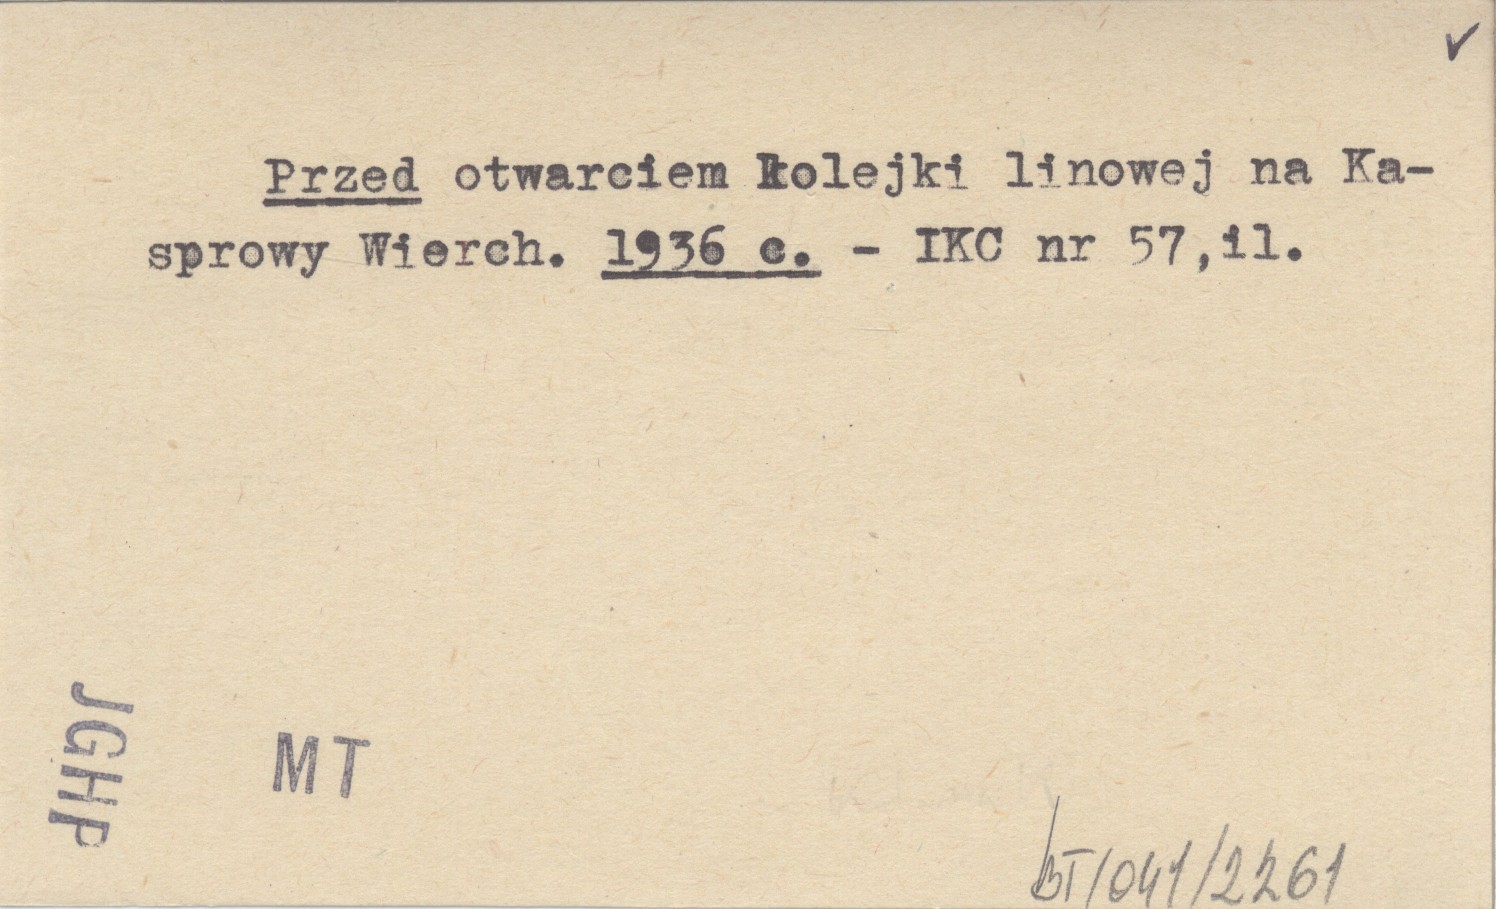 Przed otwarciem kolejki linowej na Ka-
sprowy Wierch. 1936 c. - IKC nr 57,il.
JGHP
MT
BT/041/2261